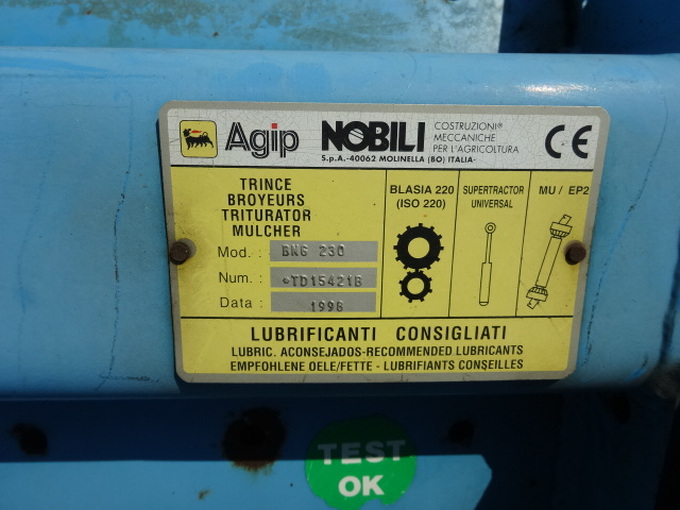 Agip NOBILI COSTRUZIONI® MECCANICHE PER L'AGRICOLTURA CE
S.p.A.-40062 MOLINELLA (BO) ITALIA-
TRINCE
BROYEURS
TRITURATOR
MULCHER
Mod. : BNG 230
Num. : TD15421B
Data : 1998
BLASIA 220
(ISO 220)
SUPERTRACTOR
UNIVERSAL
MU / EP2
LUBRIFICANTI CONSIGLIATI
LUBRIC. ACONSEJADOS-RECOMMENDED LUBRICANTS
EMPFOHLENE OELE/FETTE - LUBRIFIANTS CONSEILLES
TEST
OK